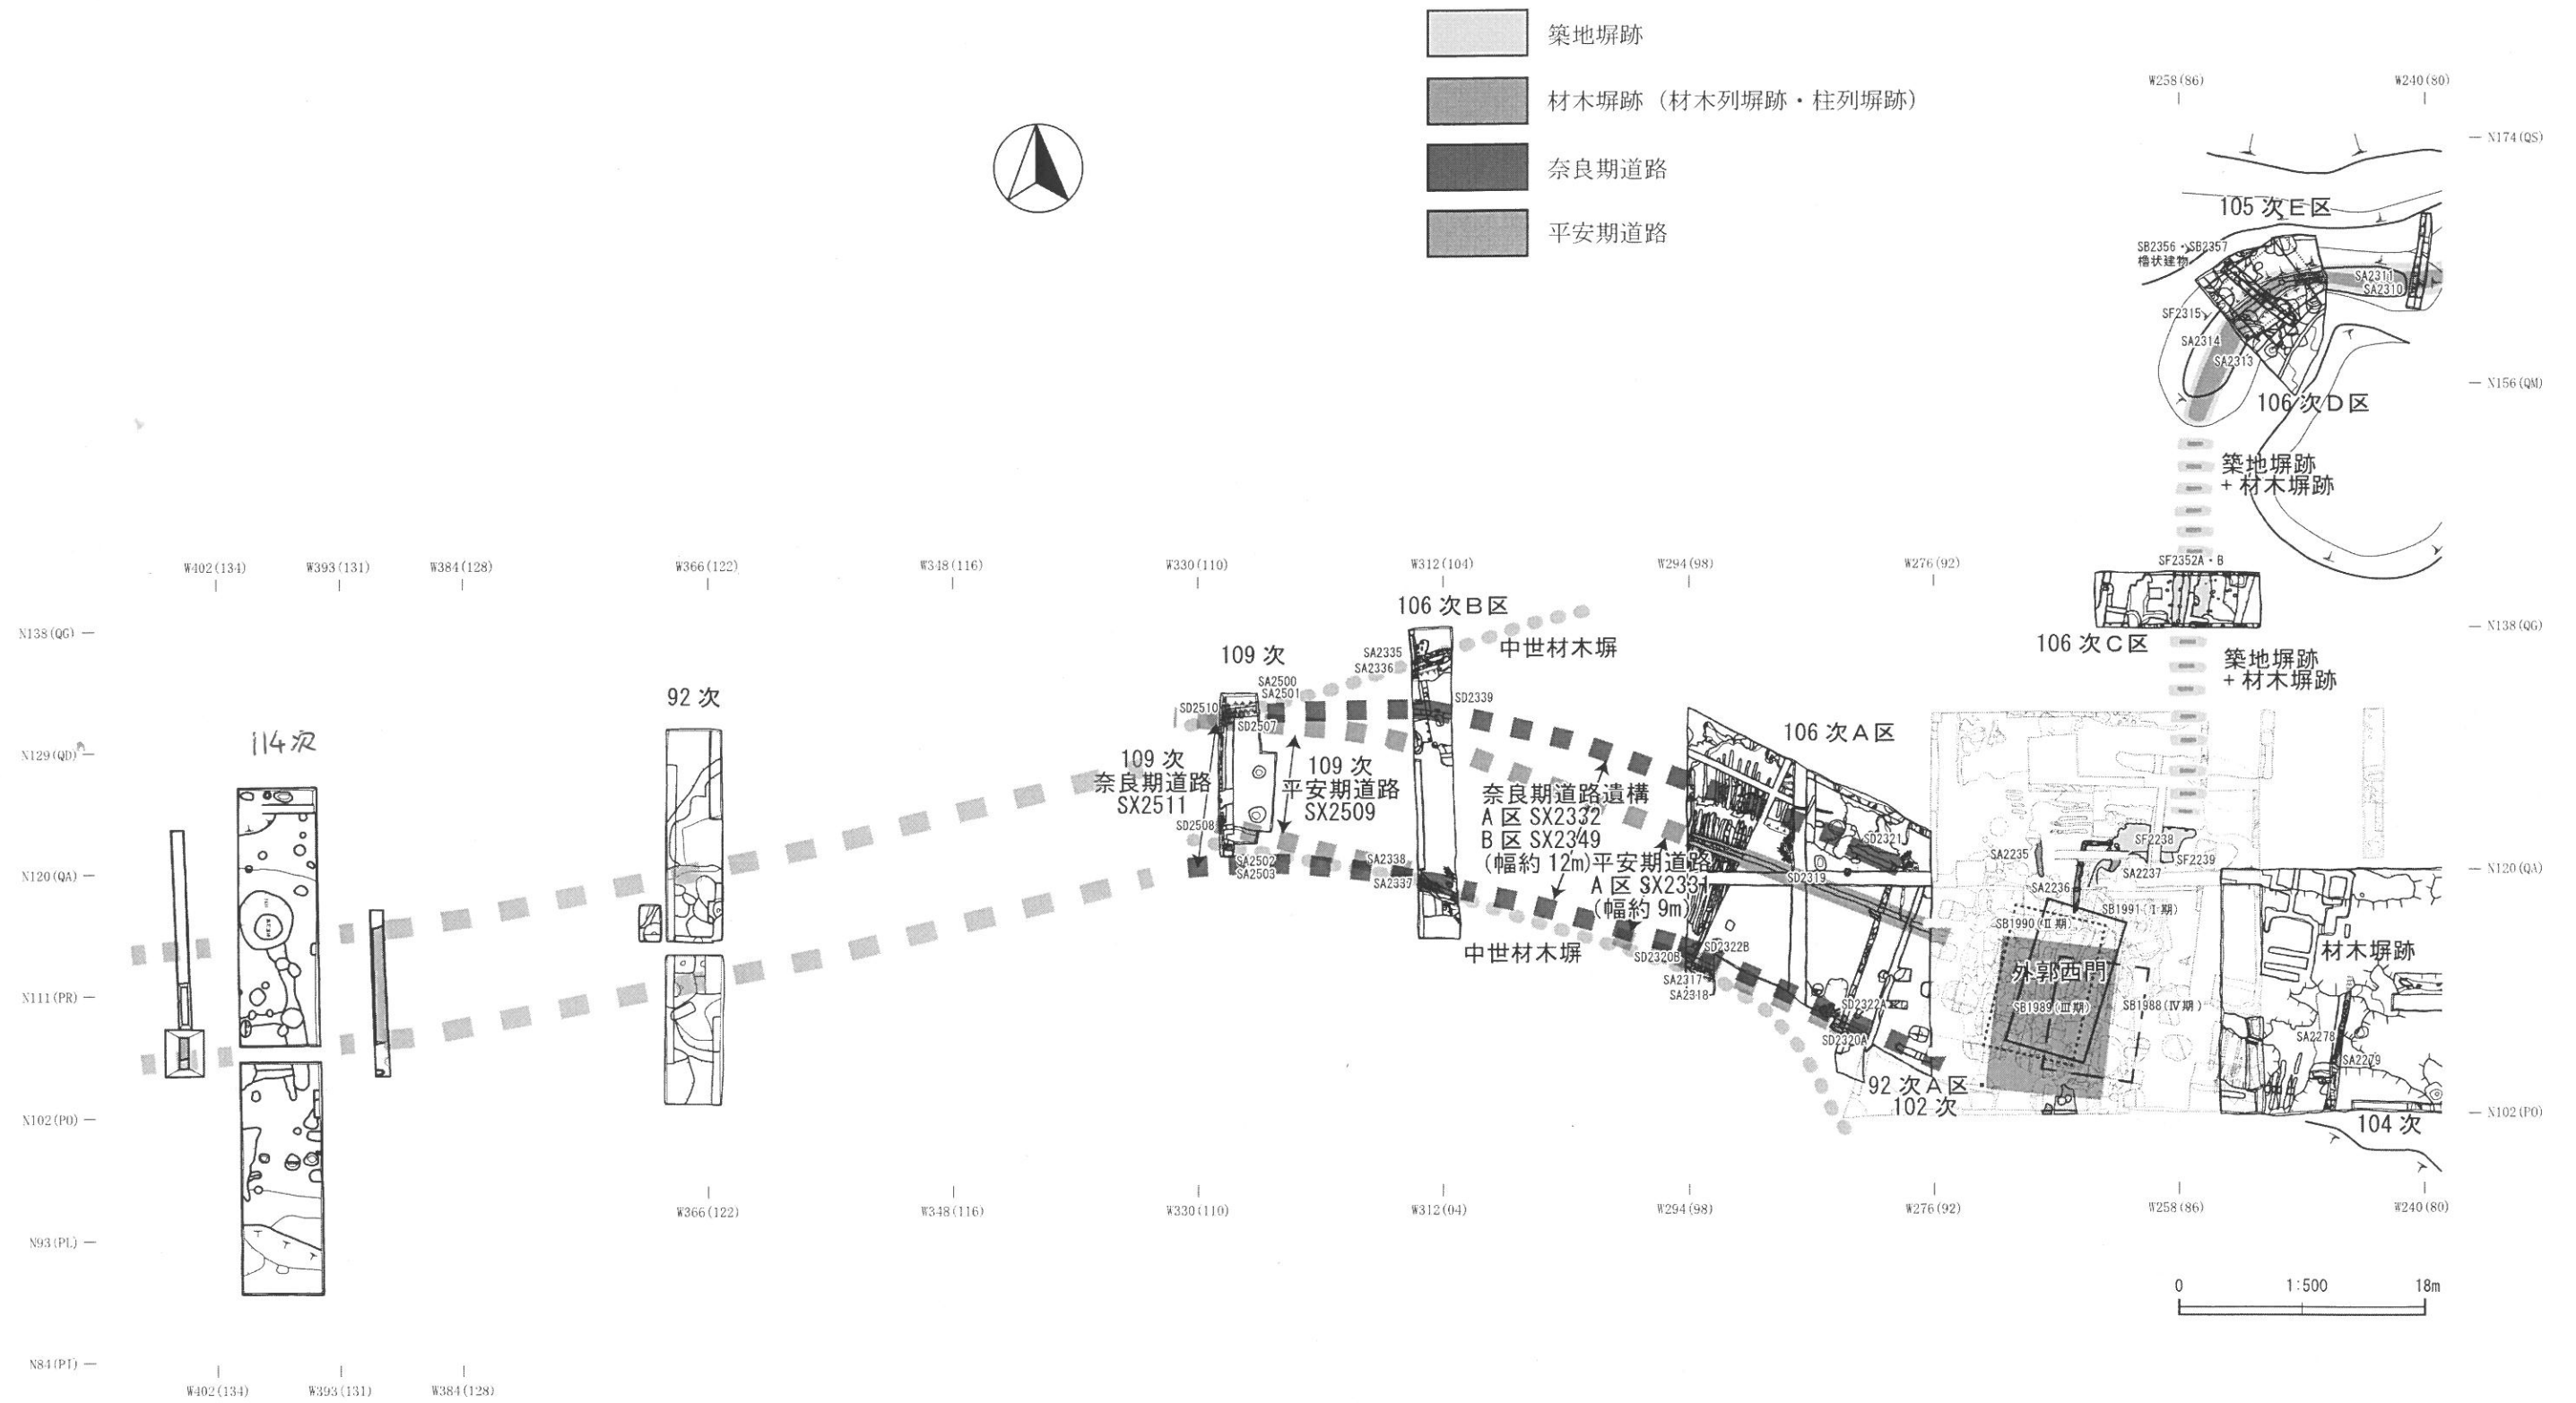 築地塀跡
材木塀跡（材木列塀跡・柱列塀跡）
奈良期道路
平安期道路
W258(86)
W240(80)
N174(QS)
105次E区
SB2356・SB2357
櫓状建物
SA2311
SA2310
SF2315
SA2314
SA2313
N156(QM)
106次D区
築地塀跡
+材木塀跡
W402(134)
W393(131)
W384(128)
W366(122)
W348(116)
W330(110)
W312(104)
W294(98)
W276(92)
SF2352A・B
N138(QG)
N138(QG)
106次B区
中世材木塀
106次C区
築地塀跡
+材木塀跡
SA2335
SA2336
109次
SA2500
SA2501
SD2510
SD2507
SD2339
92次
114次
N129(QD)
106次A区
109次
奈良期道路
SX2511
109次
平安期道路
SX2509
奈良期道路遺構
A区 SX2332
B区 SX2349
(幅約12m)
平安期道路
A区 SX2331
(幅約9m)
SD2508
SA2502
SA2503
SA2338
SA2337
SD2321
SD2319
SF2238
SF2239
SA2235
SA2237
SA2236
N120(QA)
N120(QA)
SB1991(Ⅰ期)
SB1990(Ⅱ期)
中世材木塀
SD2322B
SD2320B
SA2317
SA2318
外郭西門
SB1989(Ⅲ期)
SB1988(Ⅳ期)
材木塀跡
N111(PR)
SD2322A
SD2320A
SA2278
SA2279
92次A区
102次
104次
N102(PO)
N102(PO)
W366(122)
W348(116)
W330(110)
W312(04)
W294(98)
W276(92)
W258(86)
W240(80)
N93(PL)
0
1:500
18m
N84(PI)
W402(134)
W393(131)
W384(128)